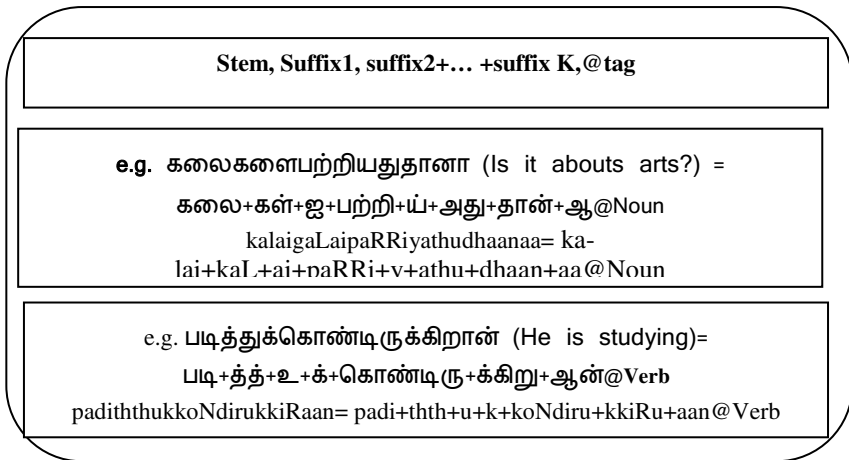 Stem, Suffix1, suffix2+… +suffix K,@tag
e.g. கலைகளைபற்றியதுதானா (Is it abouts arts?) =
கலை+கள்+ஐ+பற்றி+ய்+அது+தான்+ஆ@Noun
kalaigaLaipaRRiyathudhaanaa= ka-
lai+kaL+ai+paRRi+y+athu+dhaan+aa@Noun
e.g. படித்துக்கொண்டிருக்கிறான் (He is studying)=
படி+த்த்+உ+க்+கொண்டிரு+க்கிறு+ஆன்@Verb
padiththukkoNdirukkiRaan= padi+thth+u+k+koNdiru+kkiRu+aan@Verb